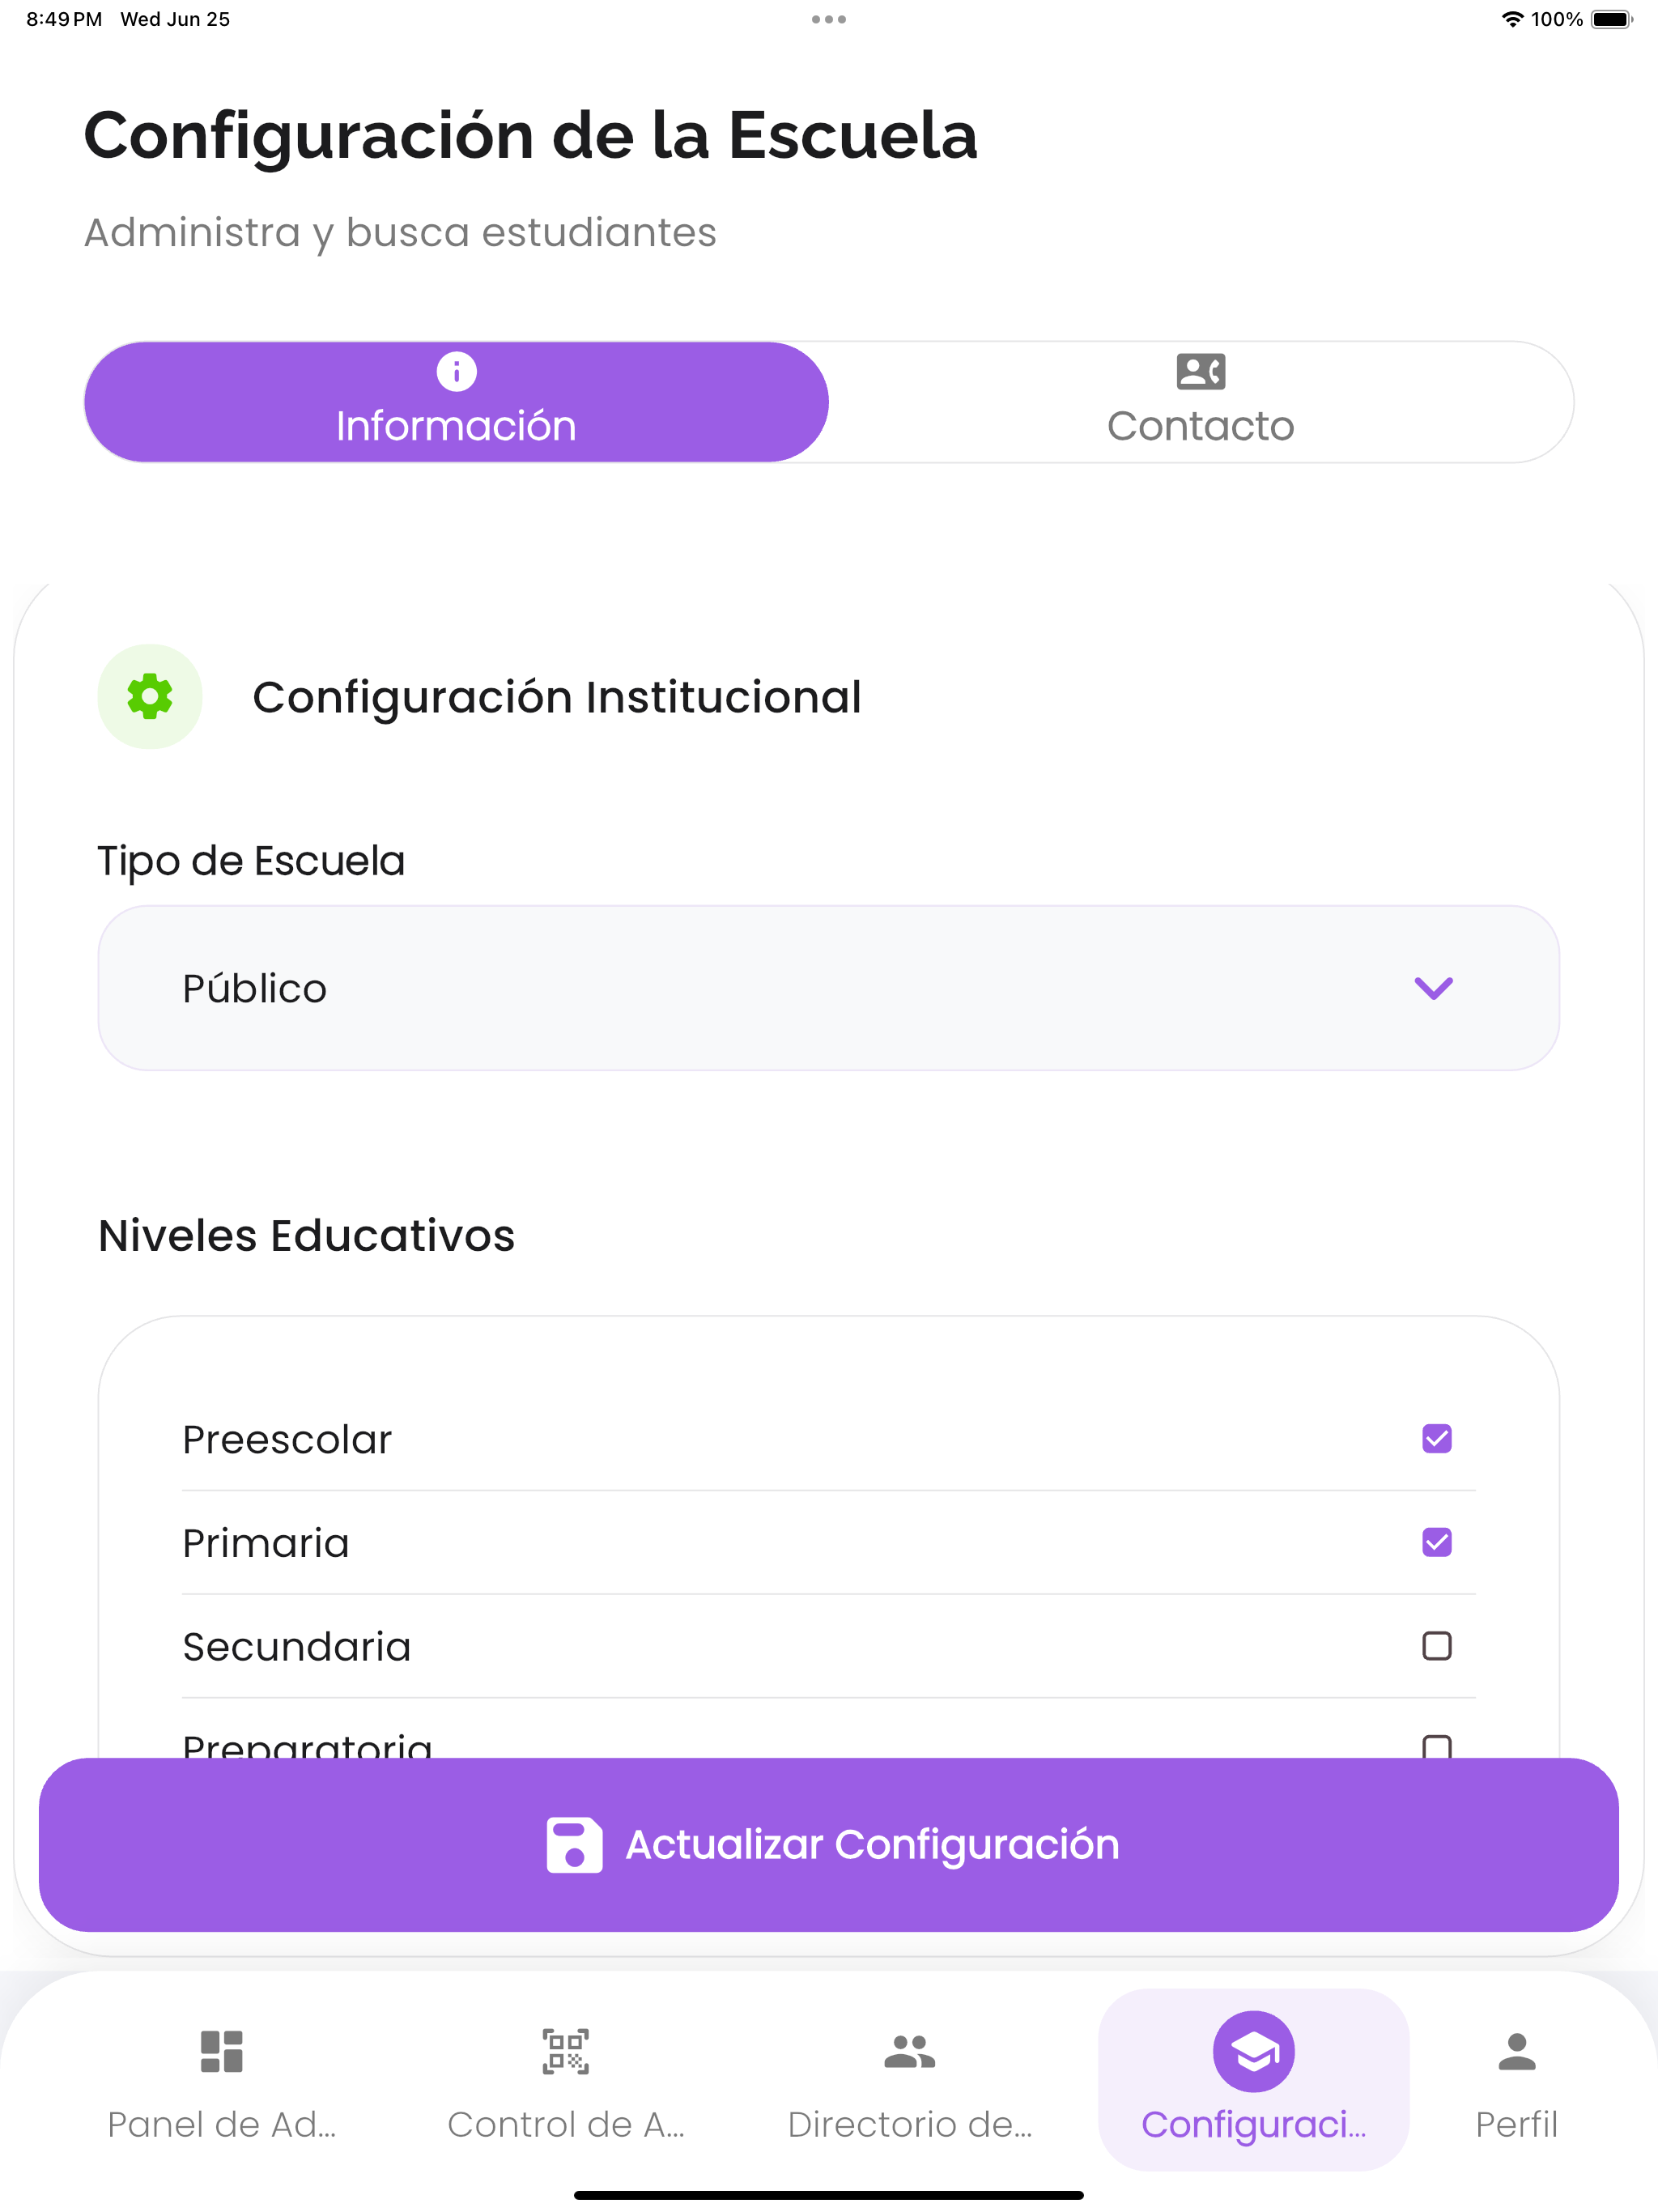 8:49 PM Wed Jun 25
100%
Configuración de la Escuela
Administra y busca estudiantes
Información
Contacto
Configuración Institucional
Tipo de Escuela
Público
Niveles Educativos
Preescolar
Primaria
Secundaria
Preparatoria
Actualizar Configuración
Panel de Ad...
Control de A...
Directorio de...
Configuraci...
Perfil